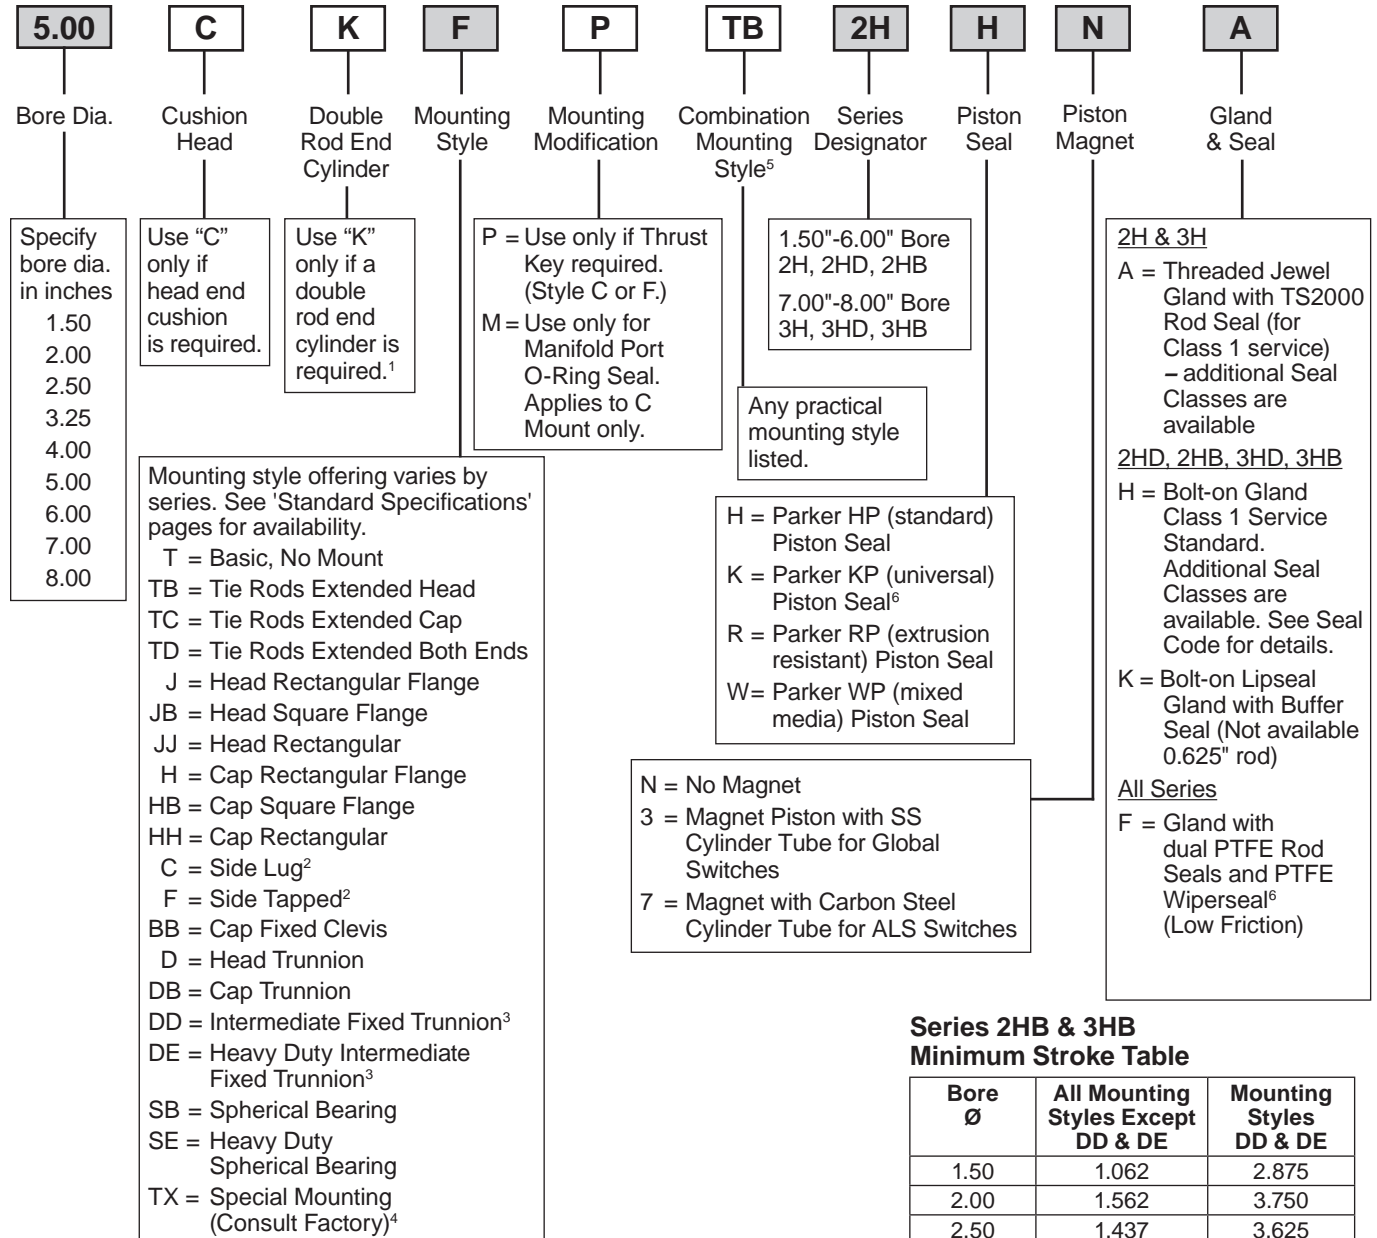 5.00 C K F P TB 2H H N A
Bore Dia.
Cushion
Head
Double
Rod End
Cylinder
Mounting
Style
Mounting
Modification
Combination
Mounting
Style5
Series
Designator
Piston
Seal
Piston
Magnet
Gland
& Seal
Specify
bore dia.
in inches
1.50
2.00
2.50
3.25
4.00
5.00
6.00
7.00
8.00
Use “C”
only if
head end
cushion
is required.
Use “K”
only if a
double
rod end
cylinder is
required.1
Mounting style offering varies by
series. See 'Standard Specifications'
pages for availability.
T = Basic, No Mount
TB = Tie Rods Extended Head
TC = Tie Rods Extended Cap
TD = Tie Rods Extended Both Ends
J = Head Rectangular Flange
JB = Head Square Flange
JJ = Head Rectangular
H = Cap Rectangular Flange
HB = Cap Square Flange
HH = Cap Rectangular
C = Side Lug2
F = Side Tapped2
BB = Cap Fixed Clevis
D = Head Trunnion
DB = Cap Trunnion
DD = Intermediate Fixed Trunnion3
DE = Heavy Duty Intermediate
Fixed Trunnion3
SB = Spherical Bearing
SE = Heavy Duty
Spherical Bearing
TX = Special Mounting
(Consult Factory)4
P = Use only if Thrust
Key required.
(Style C or F.)
M = Use only for
Manifold Port
O-Ring Seal.
Applies to C
Mount only.
Any practical
mounting style
listed.
1.50"-6.00" Bore
2H, 2HD, 2HB
7.00"-8.00" Bore
3H, 3HD, 3HB
H = Parker HP (standard)
Piston Seal
K = Parker KP (universal)
Piston Seal6
R = Parker RP (extrusion
resistant) Piston Seal
W= Parker WP (mixed
media) Piston Seal
N = No Magnet
3 = Magnet Piston with SS
Cylinder Tube for Global
Switches
7 = Magnet with Carbon Steel
Cylinder Tube for ALS Switches
2H & 3H
A = Threaded Jewel
Gland with TS2000
Rod Seal (for
Class 1 service)
– additional Seal
Classes are
available
2HD, 2HB, 3HD, 3HB
H = Bolt-on Gland
Class 1 Service
Standard.
Additional Seal
Classes are
available. See Seal
Code for details.
K = Bolt-on Lipseal
Gland with Buffer
Seal (Not available
0.625" rod)
All Series
F = Gland with
dual PTFE Rod
Seals and PTFE
Wiperseal6
(Low Friction)
Series 2HB & 3HB
Minimum Stroke Table
Bore
Ø
All Mounting
Styles Except
DD & DE
Mounting
Styles
DD & DE
1.50 1.062 2.875
2.00 1.562 3.750
2.50 1.437 3.625